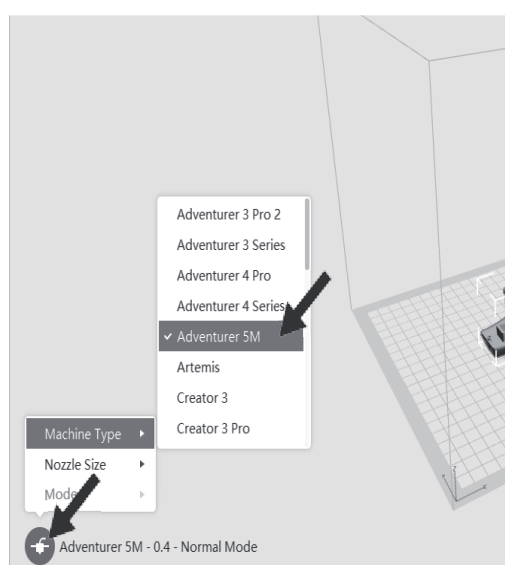 Adventurer 3 Pro 2
Adventurer 3 Series
Adventurer 4 Pro
Adventurer 4 Series
Adventurer 5M
Artemis
Creator 3
Creator 3 Pro
Machine Type
Nozzle Size
Mode
Adventurer 5M - 0.4 - Normal Mode